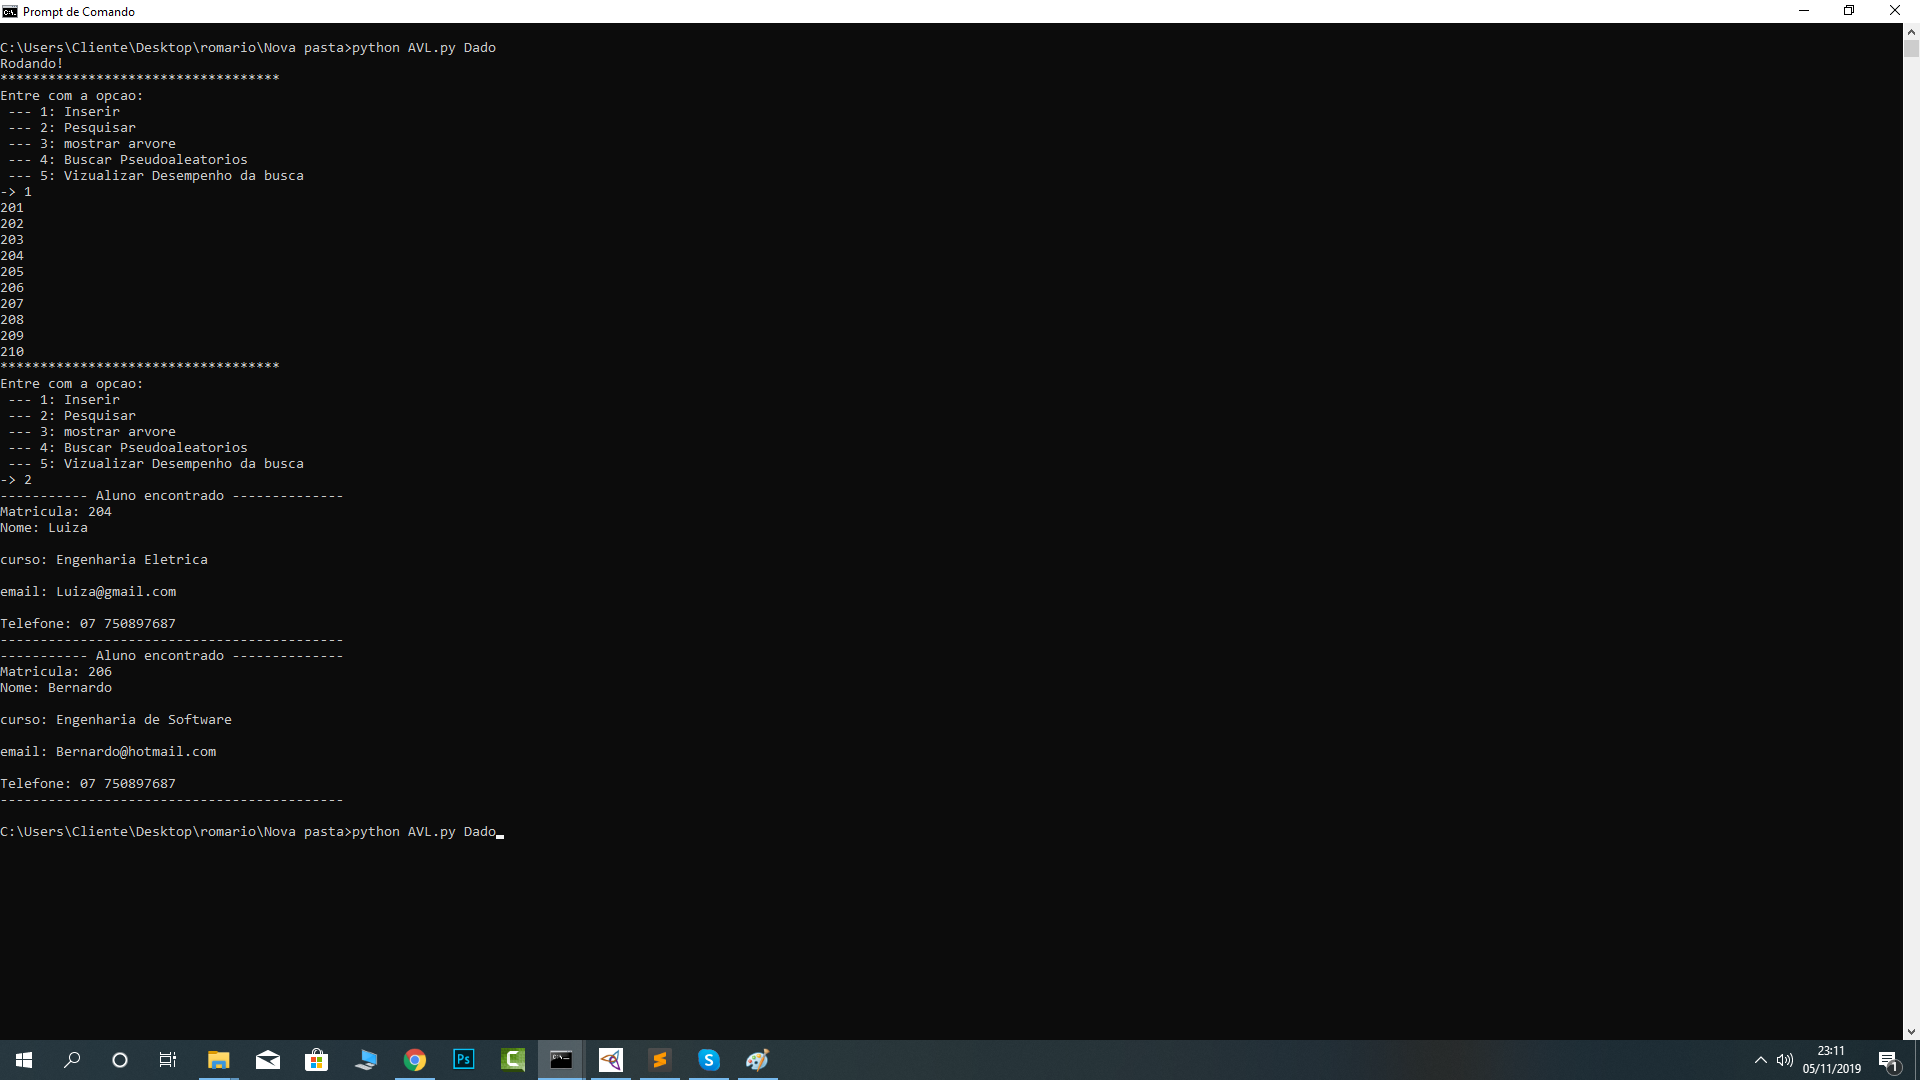 Prompt de Comando
C:\Users\Cliente\Desktop\romario\Nova pasta>python AVL.py Dado
Rodando!
***********************************
Entre com a opcao:
 --- 1: Inserir
 --- 2: Pesquisar
 --- 3: mostrar arvore
 --- 4: Buscar Pseudoaleatorios
 --- 5: Vizualizar Desempenho da busca
-> 1
201
202
203
204
205
206
207
208
209
210
***********************************
Entre com a opcao:
 --- 1: Inserir
 --- 2: Pesquisar
 --- 3: mostrar arvore
 --- 4: Buscar Pseudoaleatorios
 --- 5: Vizualizar Desempenho da busca
-> 2
----------- Aluno encontrado --------------
Matricula: 204
Nome: Luiza
curso: Engenharia Eletrica
email: Luiza@gmail.com
Telefone: 07 750897687
-------------------------------------------
----------- Aluno encontrado --------------
Matricula: 206
Nome: Bernardo
curso: Engenharia de Software
email: Bernardo@hotmail.com
Telefone: 07 750897687
-------------------------------------------
C:\Users\Cliente\Desktop\romario\Nova pasta>python AVL.py Dado
Ps
23:11
05/11/2019
1